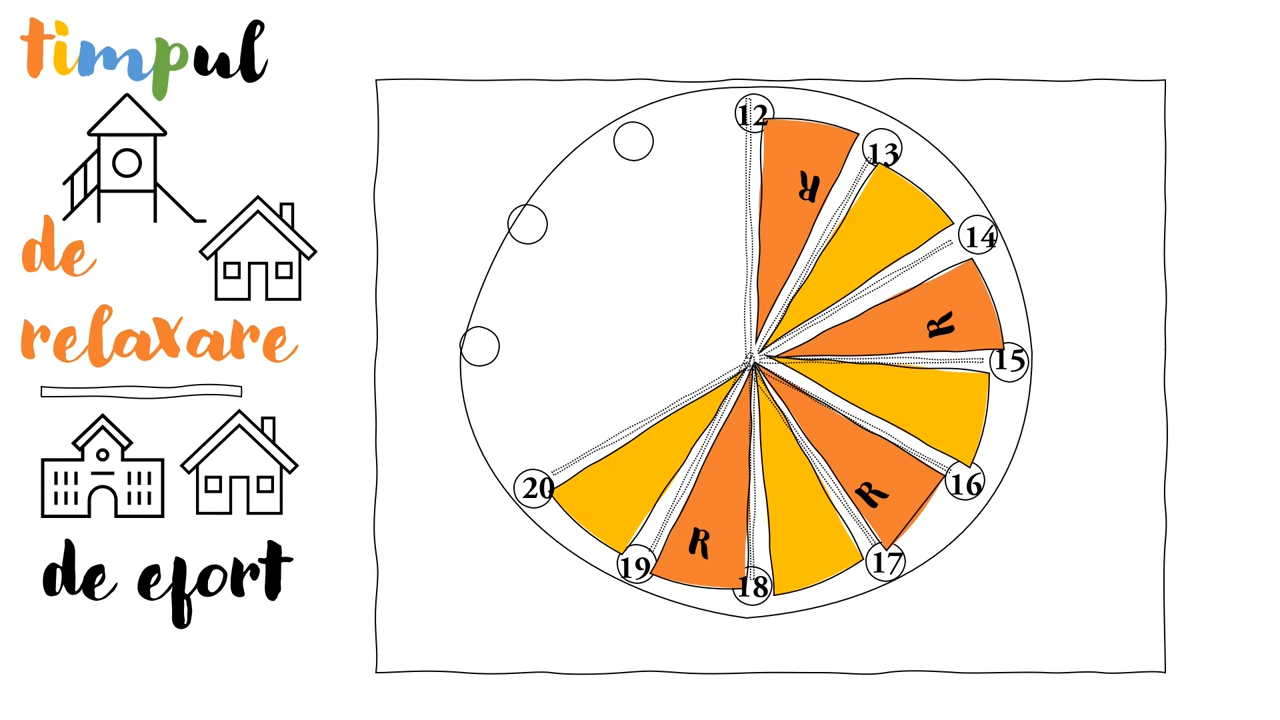 timpul
de
relaxare
de efort
12
13
14
15
16
17
18
19
20
R
R
R
R